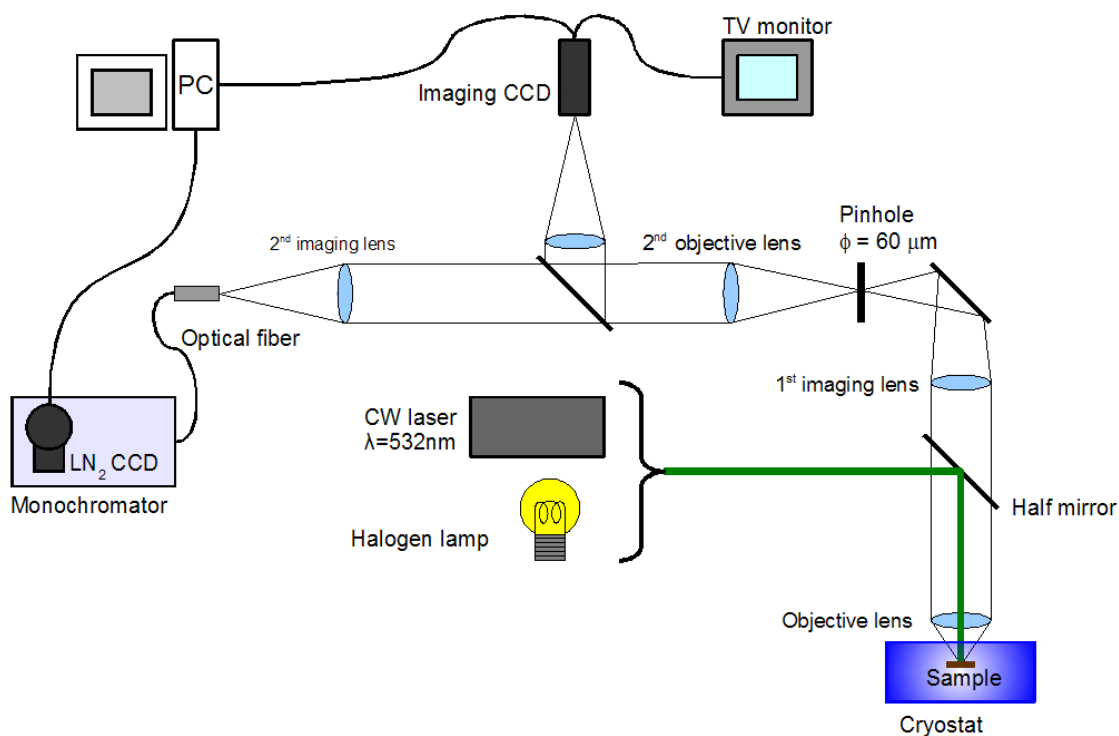 TV monitor
PC
Imaging CCD
Pinhole
ϕ = 60 μm
2nd imaging lens
2nd objective lens
Optical fiber
1st imaging lens
CW laser
λ=532nm
LN2 CCD
Monochromator
Half mirror
Halogen lamp
Objective lens
Sample
Cryostat